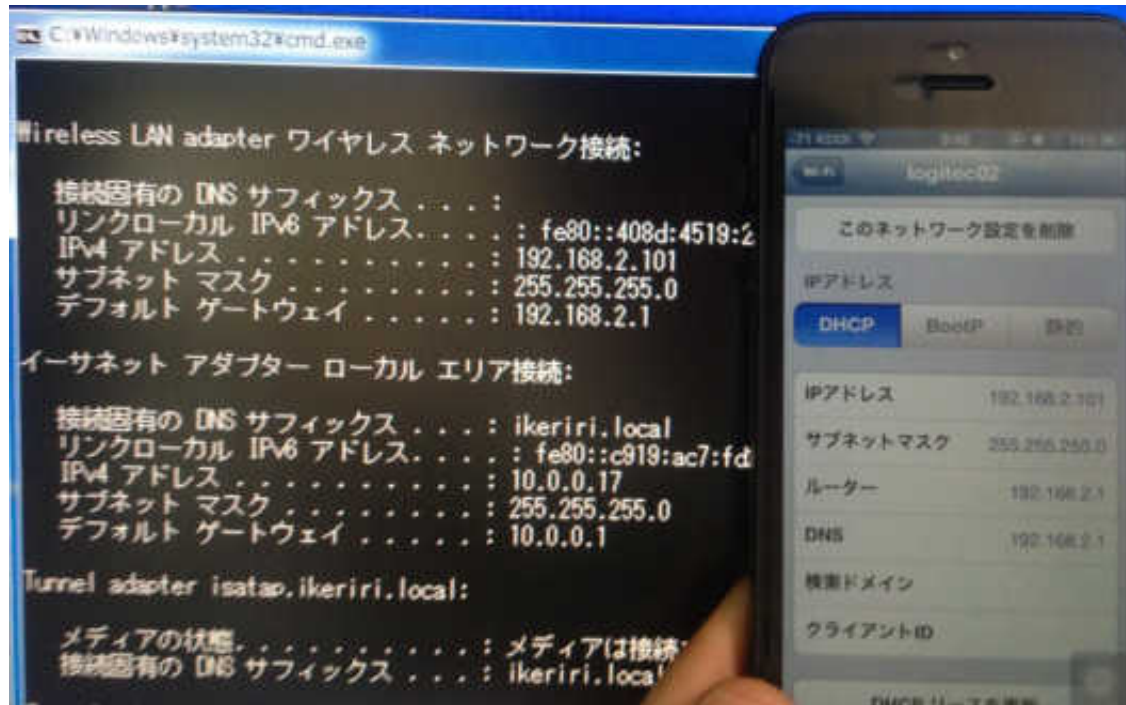 C:¥Windows¥system32¥cmd.exe
Wireless LAN adapter ワイヤレス ネットワーク接続:
接続固有の DNS サフィックス . . . :
リンクローカル IPv6 アドレス. . . . : fe80::408d:4519:2
IPv4 アドレス . . . . . . . . . . : 192.168.2.101
サブネット マスク . . . . . . . . : 255.255.255.0
デフォルト ゲートウェイ . . . . . : 192.168.2.1
イーサネット アダプター ローカル エリア接続:
接続固有の DNS サフィックス . . . : ikeriri.local
リンクローカル IPv6 アドレス. . . . : fe80::c919:ac7:fd
IPv4 アドレス . . . . . . . . . . : 10.0.0.17
サブネット マスク . . . . . . . . : 255.255.255.0
デフォルト ゲートウェイ . . . . . : 10.0.0.1
Tunnel adapter isatap.ikeriri.local:
メディアの状態. . . . . . . . . . : メディアは接続
接続固有の DNS サフィックス . . . : ikeriri.local
Wi-Fi logitec02
このネットワーク設定を削除
IPアドレス
DHCP BootP 静的
IPアドレス 192.168.2.101
サブネットマスク 255.255.255.0
ルーター 192.168.2.1
DNS 192.168.2.1
検索ドメイン
クライアントID
DHCP リースを更新